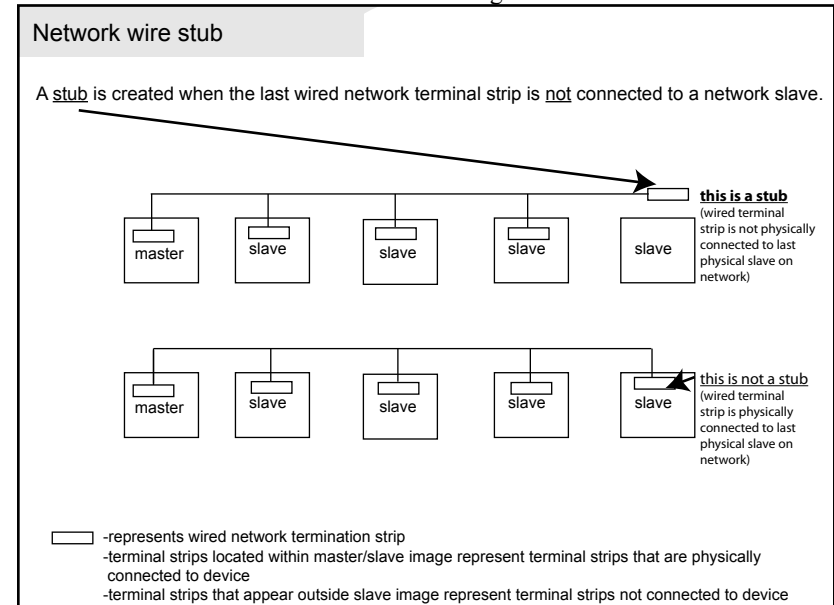 Network wire stub
A stub is created when the last wired network terminal strip is not connected to a network slave.
this is a stub
(wired terminal
strip is not physically
connected to last
physical slave on
network)
master
slave
slave
slave
slave
this is not a stub
(wired terminal
strip is physically
connected to last
physical slave on
network)
master
slave
slave
slave
slave
-represents wired network termination strip
-terminal strips located within master/slave image represent terminal strips that are physically
connected to device
-terminal strips that appear outside slave image represent terminal strips not connected to device